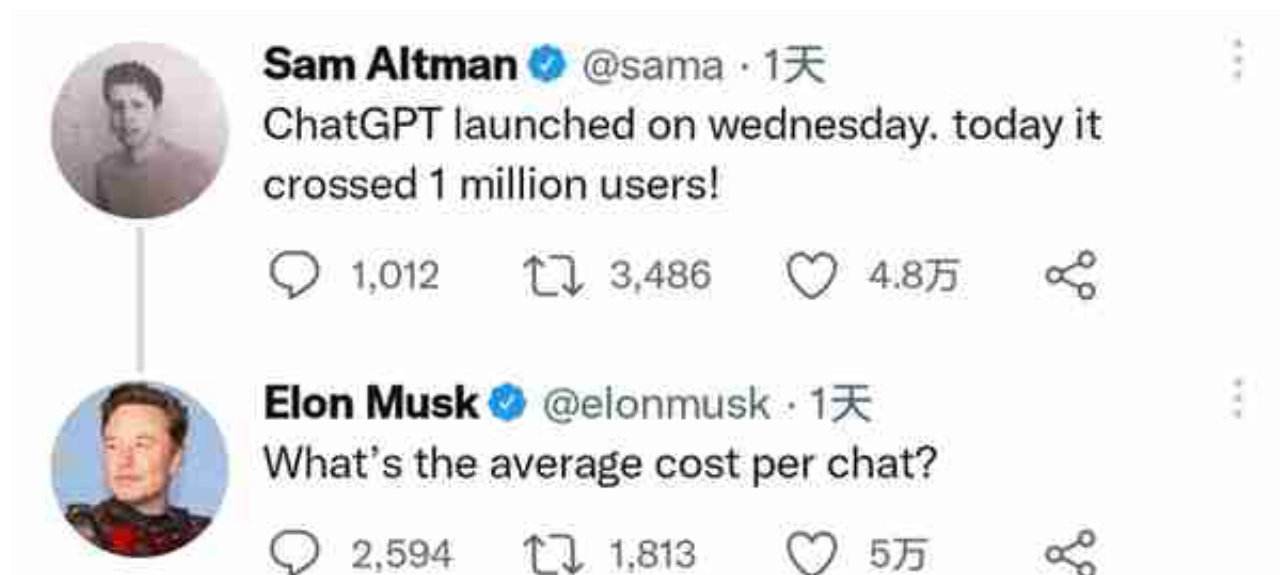 Sam Altman @sama · 1天
ChatGPT launched on wednesday. today it
crossed 1 million users!
1,012 3,486 4.8万
Elon Musk @elonmusk · 1天
What's the average cost per chat?
2,594 1,813 5万